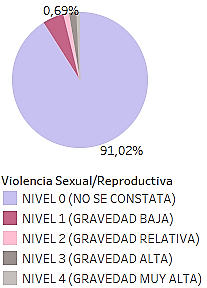 0,69%
91,02%
Violencia Sexual/Reproductiva
NIVEL 0 (NO SE CONSTATA)
NIVEL 1 (GRAVEDAD BAJA)
NIVEL 2 (GRAVEDAD RELATIVA)
NIVEL 3 (GRAVEDAD ALTA)
NIVEL 4 (GRAVEDAD MUY ALTA)